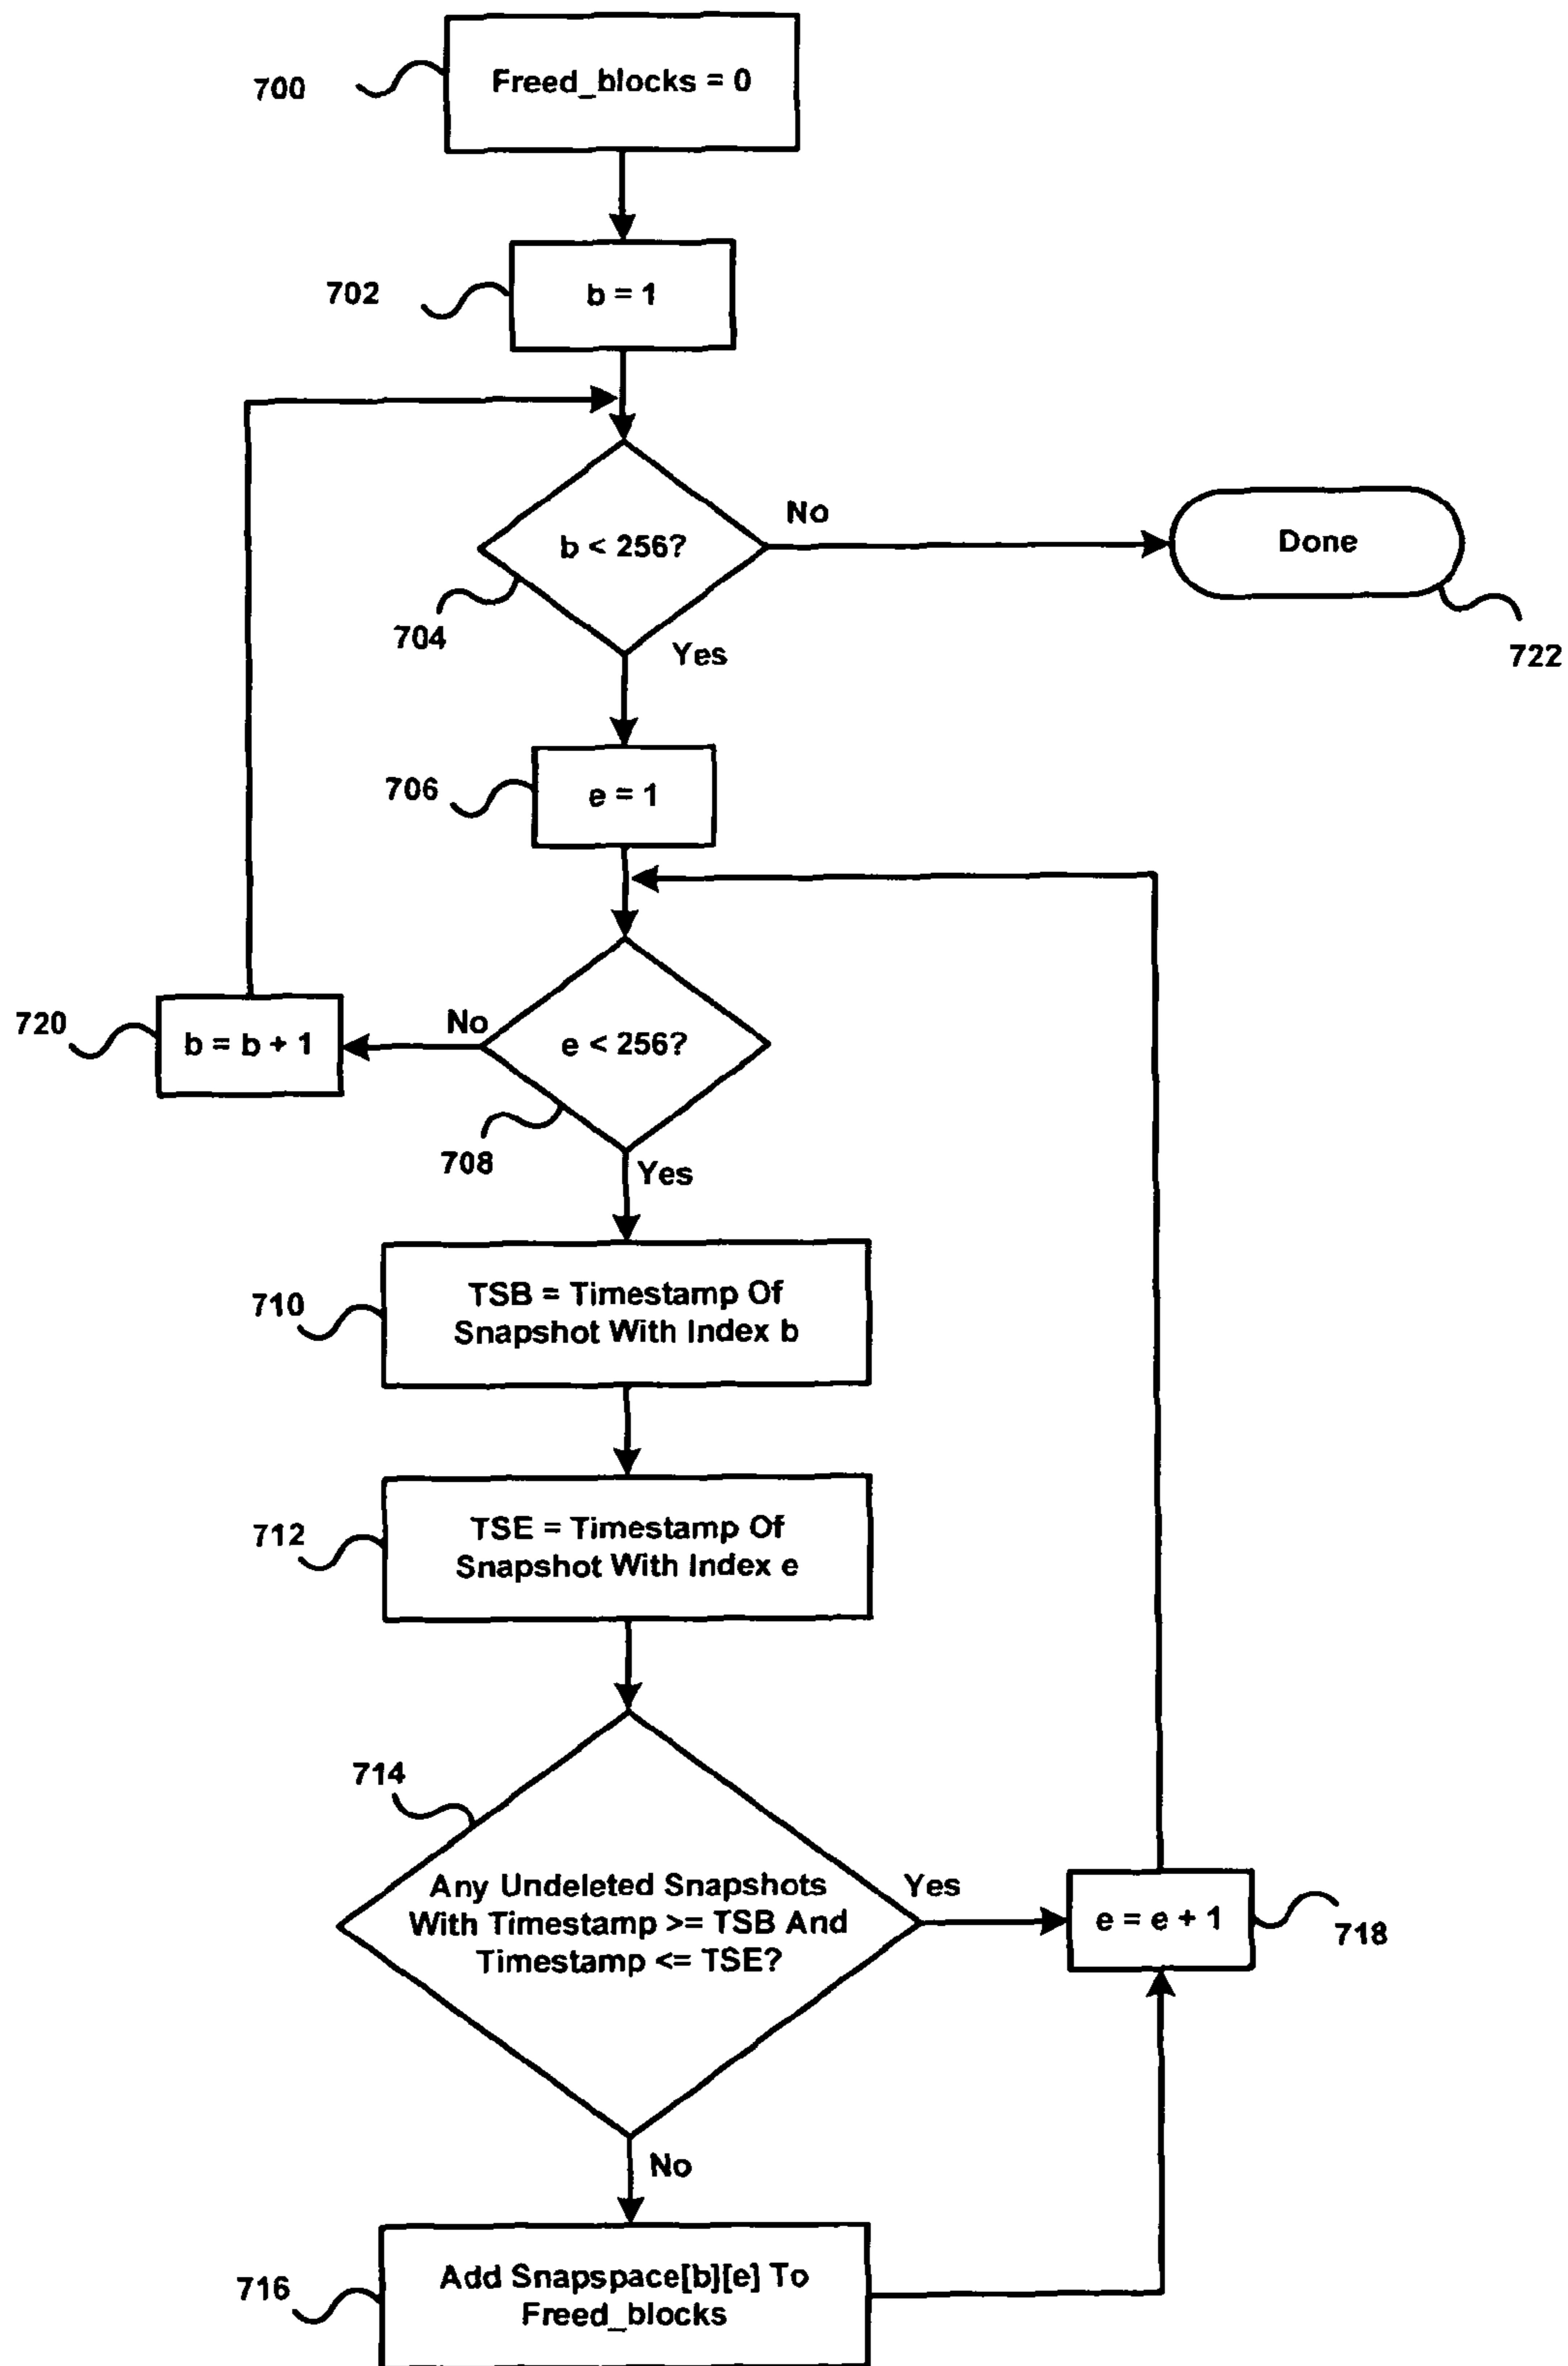 700
Freed_blocks = 0
702
b = 1
b < 256?
No
Done
704
Yes
722
706
e = 1
720
b = b + 1
No
e < 256?
708
Yes
710
TSB = Timestamp Of
Snapshot With Index b
712
TSE = Timestamp Of
Snapshot With Index e
714
Any Undeleted Snapshots
With Timestamp >= TSB And
Timestamp <= TSE?
Yes
e = e + 1
718
No
716
Add Snapspace[b][e] To
Freed_blocks